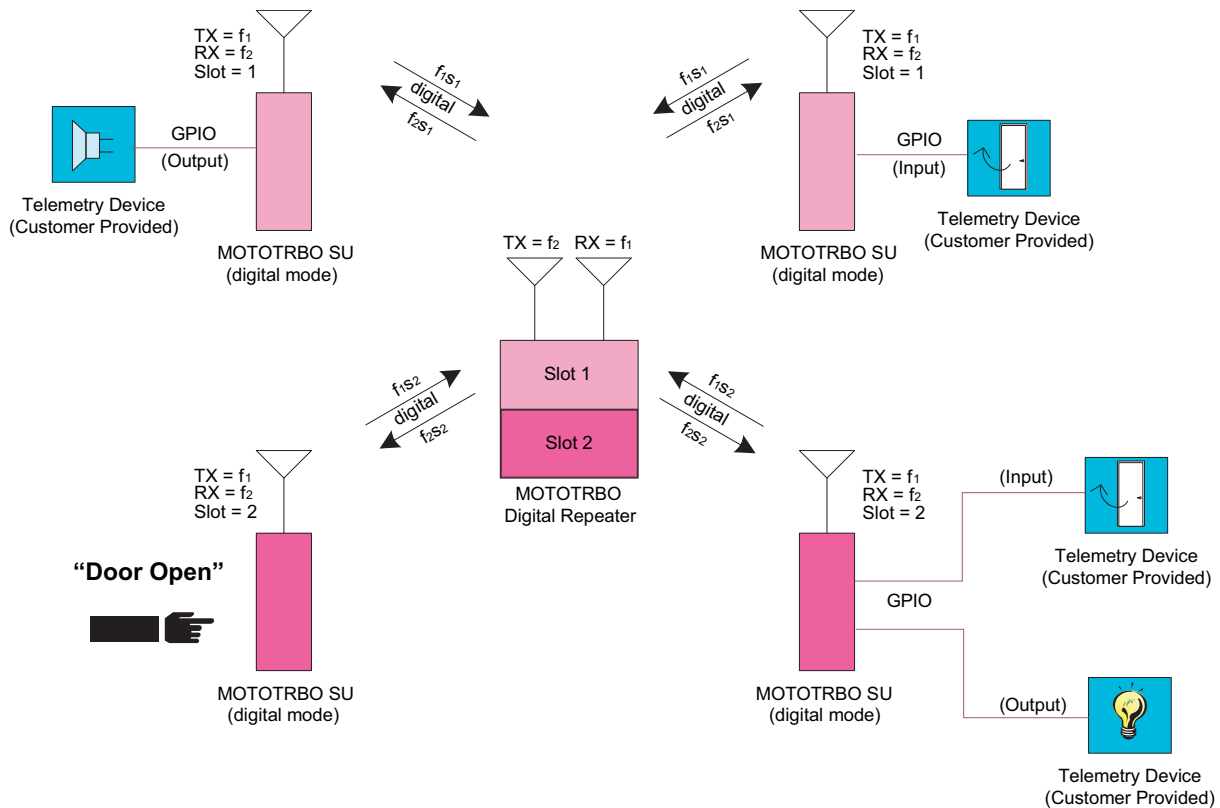 TX = f1
RX = f2
Slot = 1
f1s1
digital
f2s1
GPIO
(Output)
Telemetry Device
(Customer Provided)
MOTOTRBO SU
(digital mode)
f1s1
digital
f2s1
TX = f1
RX = f2
Slot = 1
GPIO
(Input)
Telemetry Device
(Customer Provided)
MOTOTRBO SU
(digital mode)
TX = f2
RX = f1
Slot 1
Slot 2
MOTOTRBO
Digital Repeater
f1s2
digital
f2s2
TX = f1
RX = f2
Slot = 2
“Door Open”
MOTOTRBO SU
(digital mode)
f1s2
digital
f2s2
TX = f1
RX = f2
Slot = 2
(Input)
Telemetry Device
(Customer Provided)
GPIO
MOTOTRBO SU
(digital mode)
(Output)
Telemetry Device
(Customer Provided)